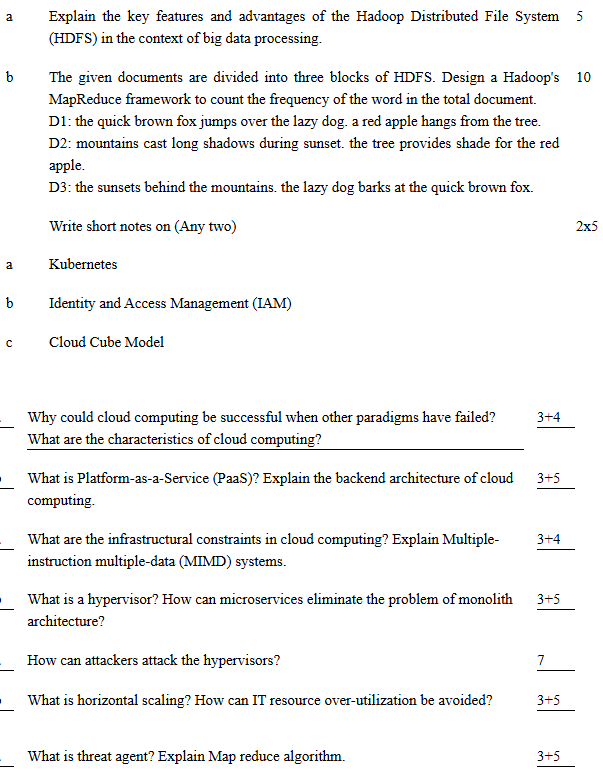 a Explain the key features and advantages of the Hadoop Distributed File System 5
(HDFS) in the context of big data processing.
b The given documents are divided into three blocks of HDFS. Design a Hadoop's 10
MapReduce framework to count the frequency of the word in the total document.
D1: the quick brown fox jumps over the lazy dog. a red apple hangs from the tree.
D2: mountains cast long shadows during sunset. the tree provides shade for the red
apple.
D3: the sunsets behind the mountains. the lazy dog barks at the quick brown fox.
Write short notes on (Any two) 2x5
a Kubernetes
b Identity and Access Management (IAM)
c Cloud Cube Model
Why could cloud computing be successful when other paradigms have failed? 3+4
What are the characteristics of cloud computing?
What is Platform-as-a-Service (PaaS)? Explain the backend architecture of cloud 3+5
computing.
What are the infrastructural constraints in cloud computing? Explain Multiple- 3+4
instruction multiple-data (MIMD) systems.
What is a hypervisor? How can microservices eliminate the problem of monolith 3+5
architecture?
How can attackers attack the hypervisors? 7
What is horizontal scaling? How can IT resource over-utilization be avoided? 3+5
What is threat agent? Explain Map reduce algorithm. 3+5